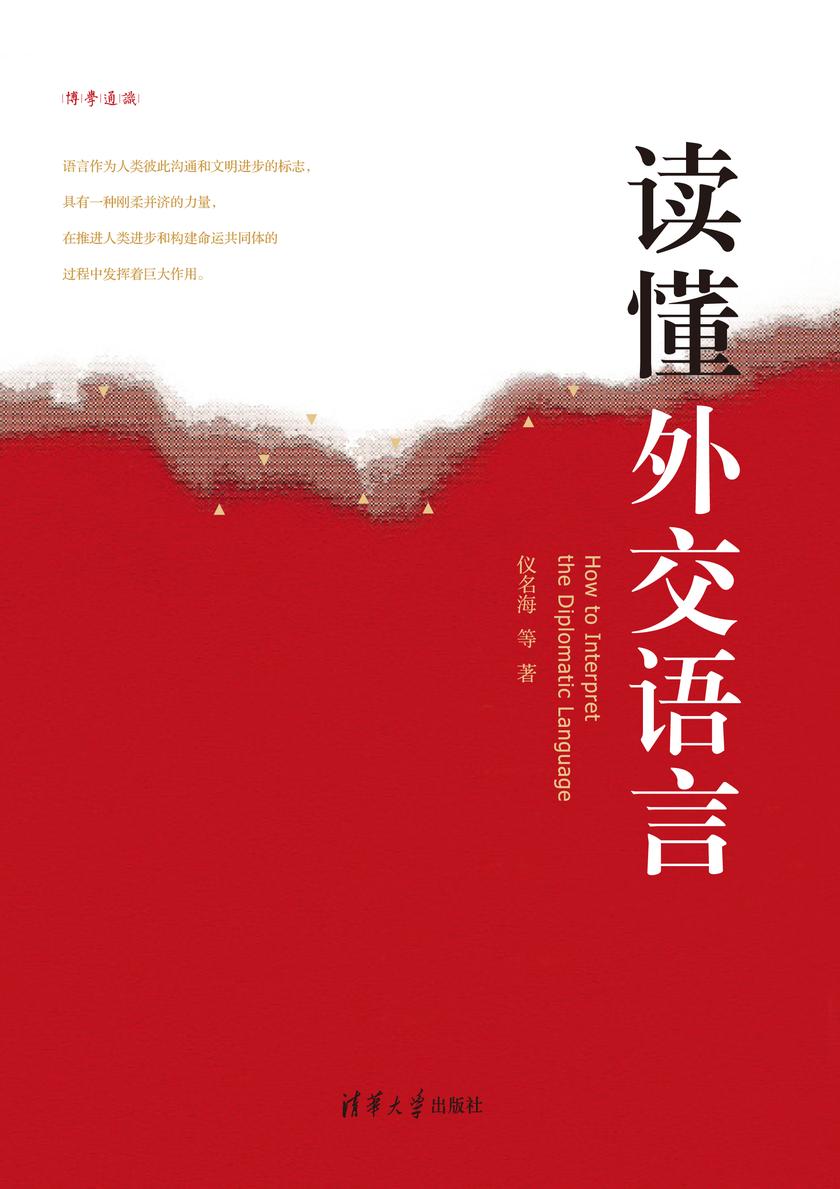 博學通識
语言作为人类彼此沟通和文明进步的标志，
具有一种刚柔并济的力量，
在推进人类进步和构建命运共同体的
过程中发挥着巨大作用。
读懂外交语言
How to Interpret
the Diplomatic Language
仪名海 等 著
清华大学出版社